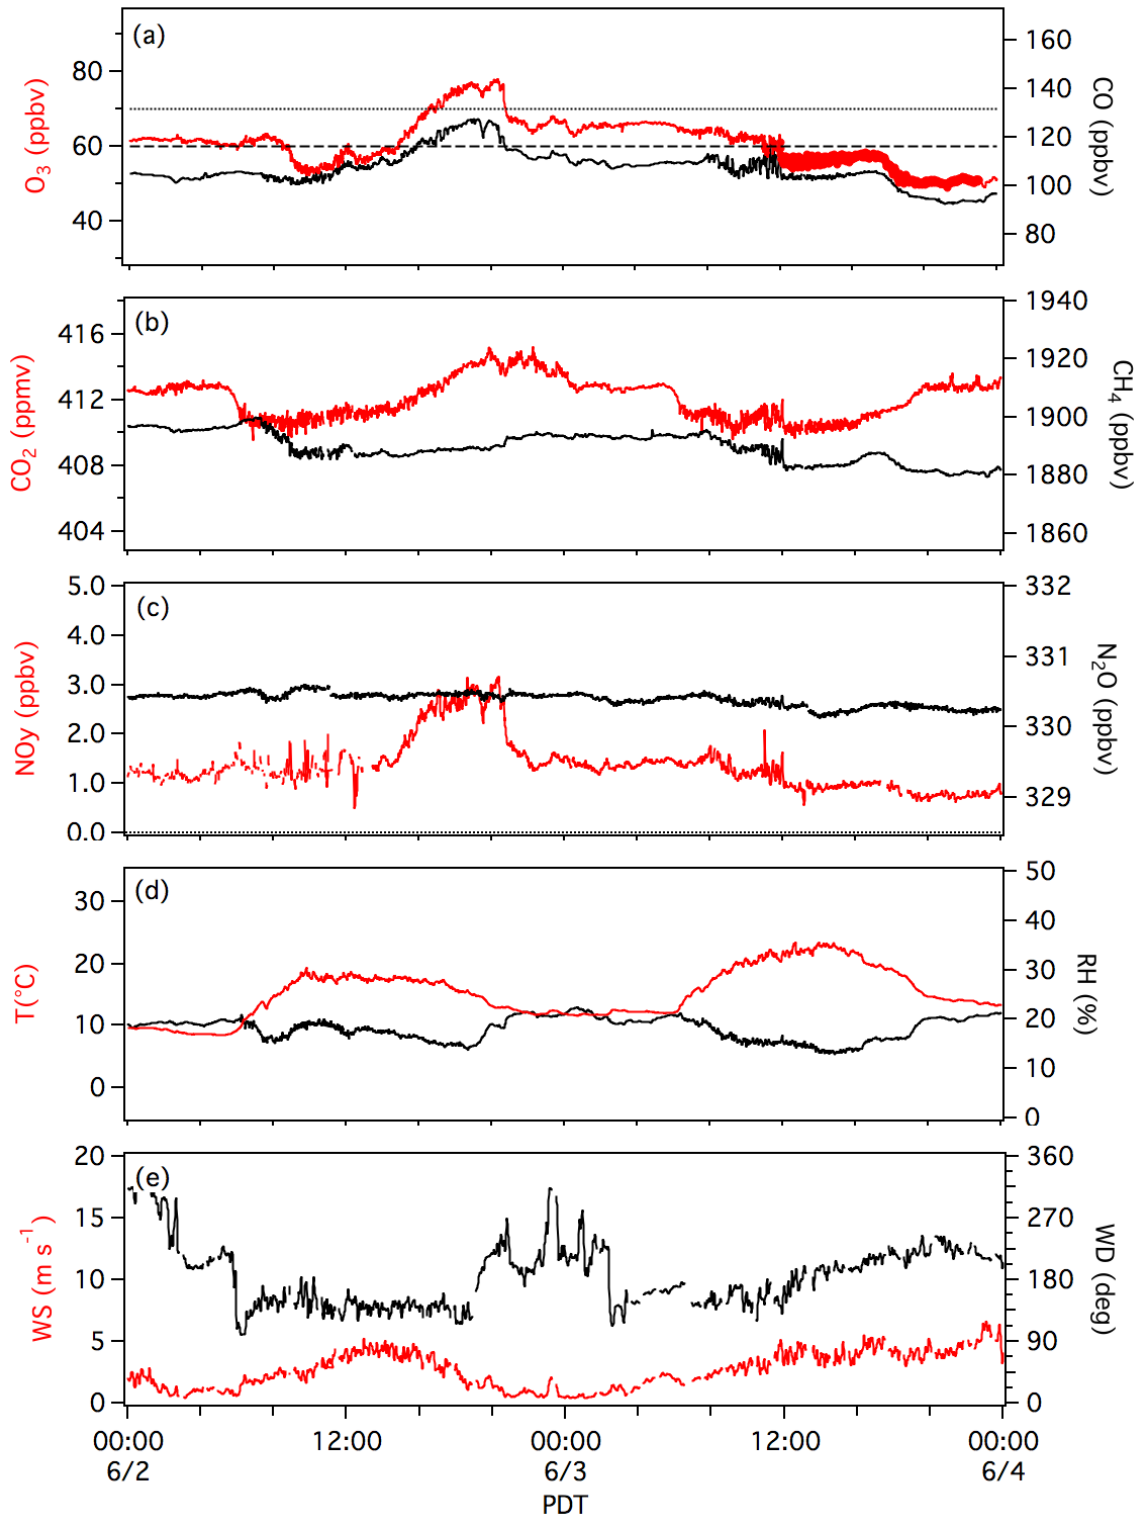 (a)
80
60
40
O3 (ppbv)
160
140
120
100
80
CO (ppbv)
(b)
416
412
408
404
CO2 (ppmv)
1940
1920
1900
1880
1860
CH4 (ppbv)
(c)
5.0
4.0
3.0
2.0
1.0
0.0
NOy (ppbv)
332
331
330
329
N2O (ppbv)
(d)
30
20
10
0
T(°C)
50
40
30
20
10
0
RH (%)
(e)
20
15
10
5
0
WS (m s-1)
360
270
180
90
0
WD (deg)
00:00 12:00 00:00 12:00 00:00
6/2 6/3 6/4
PDT